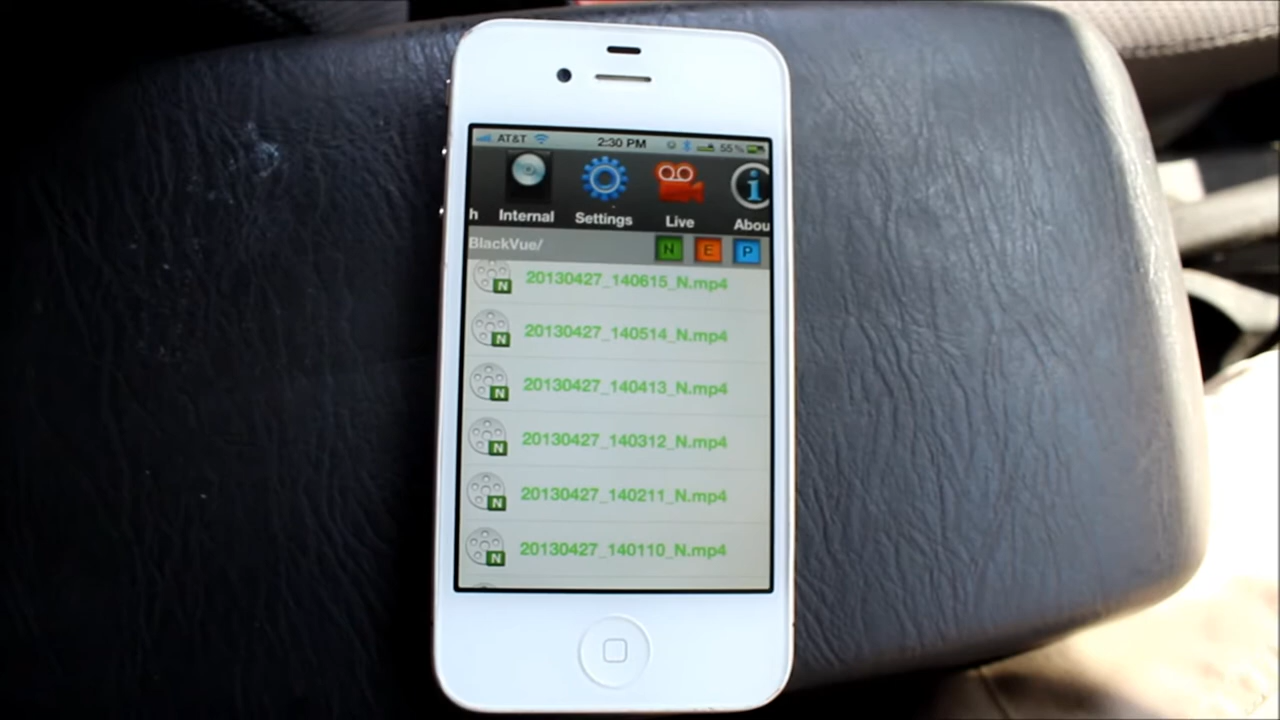 AT&T 2:30 PM 55%
h Internal Settings Live Abou
BlackVue/ N E P
N 20130427_140615_N.mp4
N 20130427_140514_N.mp4
N 20130427_140413_N.mp4
N 20130427_140312_N.mp4
N 20130427_140211_N.mp4
N 20130427_140110_N.mp4